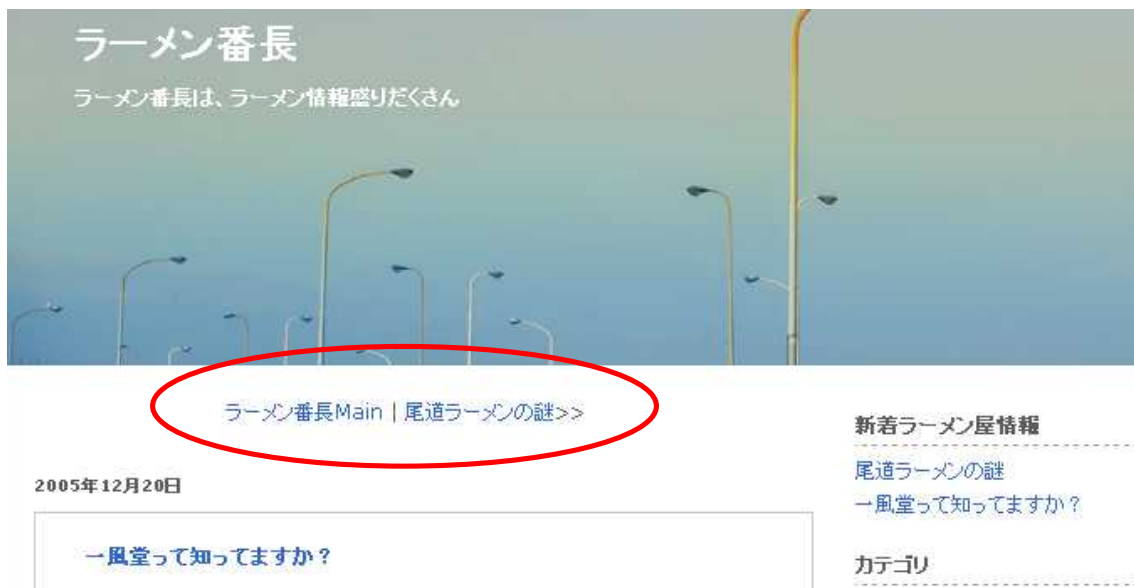 ラーメン番長
ラーメン番長は、ラーメン情報盛りだくさん
ラーメン番長Main | 尾道ラーメンの謎>>
2005年12月20日
一風堂って知ってますか？
新着ラーメン屋情報
尾道ラーメンの謎
一風堂って知ってますか？
カテゴリ